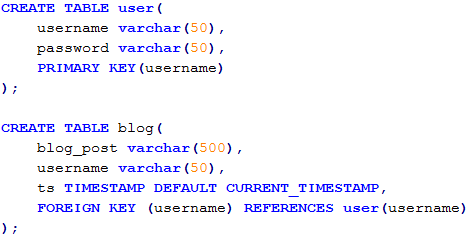 CREATE TABLE user(
    username varchar(50),
    password varchar(50),
    PRIMARY KEY(username)
);

CREATE TABLE blog(
    blog_post varchar(500),
    username varchar(50),
    ts TIMESTAMP DEFAULT CURRENT_TIMESTAMP,
    FOREIGN KEY (username) REFERENCES user(username)
);